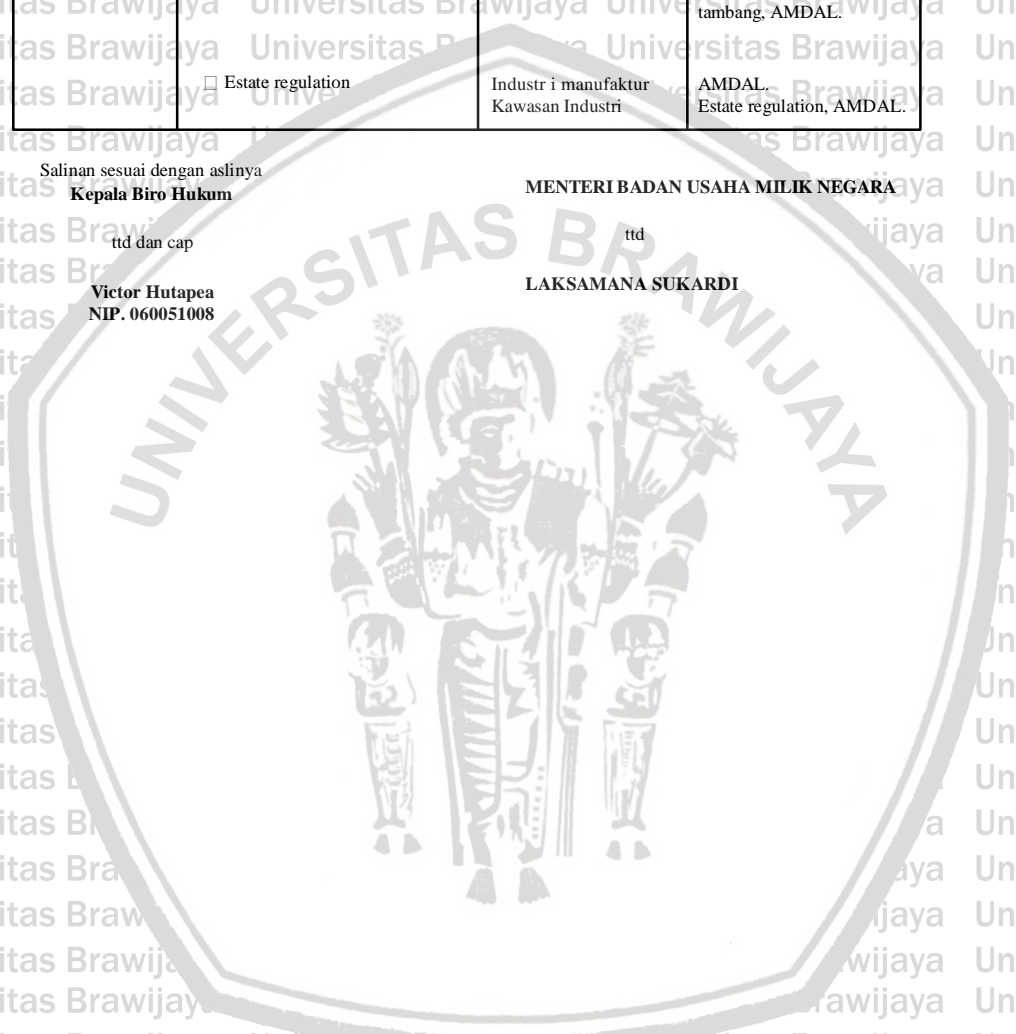 tambang, AMDAL.
☐ Estate regulation
Industr i manufaktur
Kawasan Industri
AMDAL.
Estate regulation, AMDAL.
Salinan sesuai dengan aslinya
Kepala Biro Hukum
ttd dan cap
Victor Hutapea
NIP. 060051008
MENTERI BADAN USAHA MILIK NEGARA
ttd
LAKSAMANA SUKARDI
UNIVERSITAS BRAWIJAYA